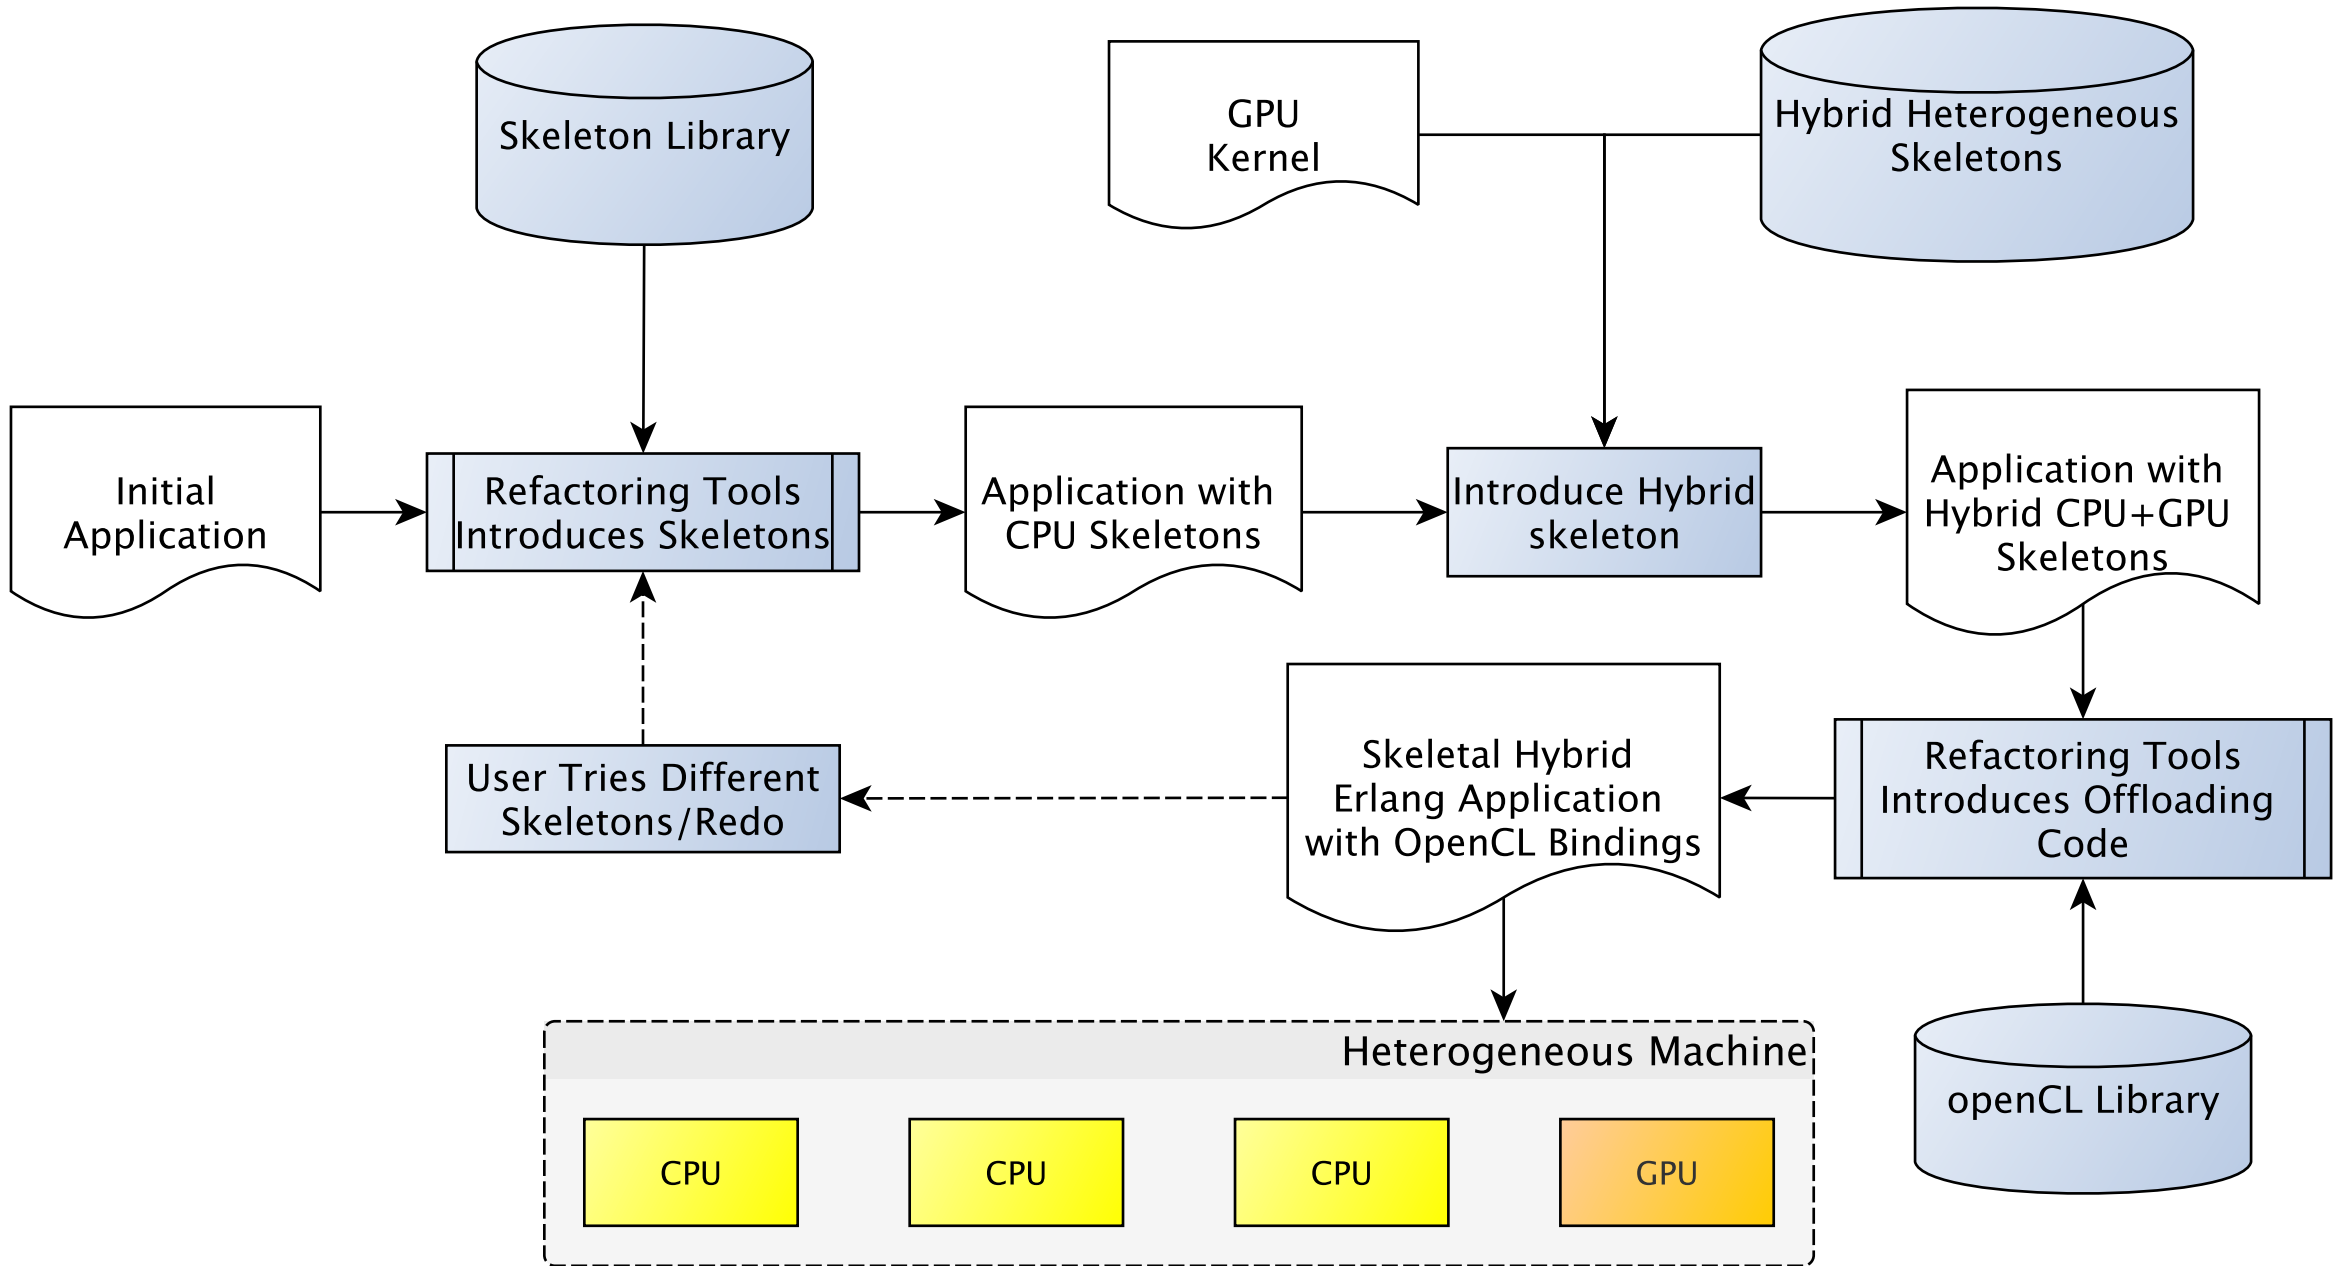 Skeleton Library
GPU
Kernel
Hybrid Heterogeneous
Skeletons
Initial
Application
Refactoring Tools
Introduces Skeletons
Application with
CPU Skeletons
Introduce Hybrid
skeleton
Application with
Hybrid CPU+GPU
Skeletons
User Tries Different
Skeletons/Redo
Skeletal Hybrid
Erlang Application
with OpenCL Bindings
Refactoring Tools
Introduces Offloading
Code
Heterogeneous Machine
CPU
CPU
CPU
GPU
openCL Library